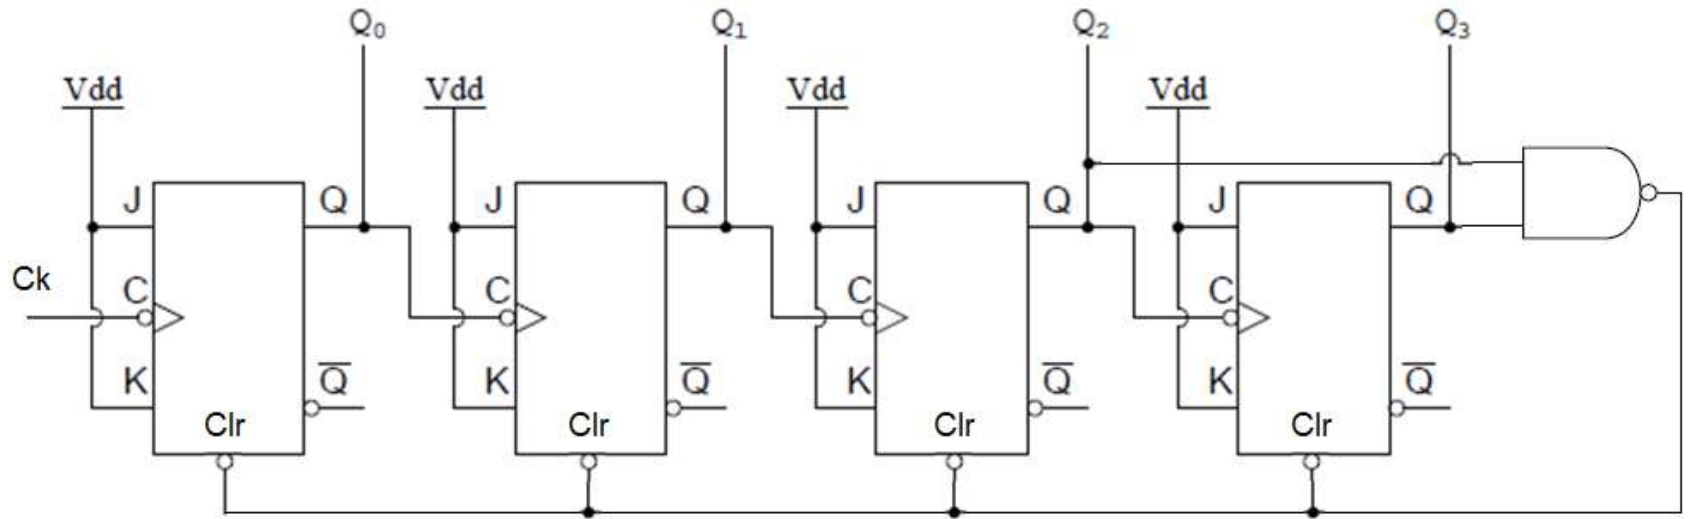 Q₀ Q₁ Q₂ Q₃
Vdd Vdd Vdd Vdd
J Q J Q J Q J Q
Ck C C C C
K Q̅ K Q̅ K Q̅ K Q̅
Clr Clr Clr Clr